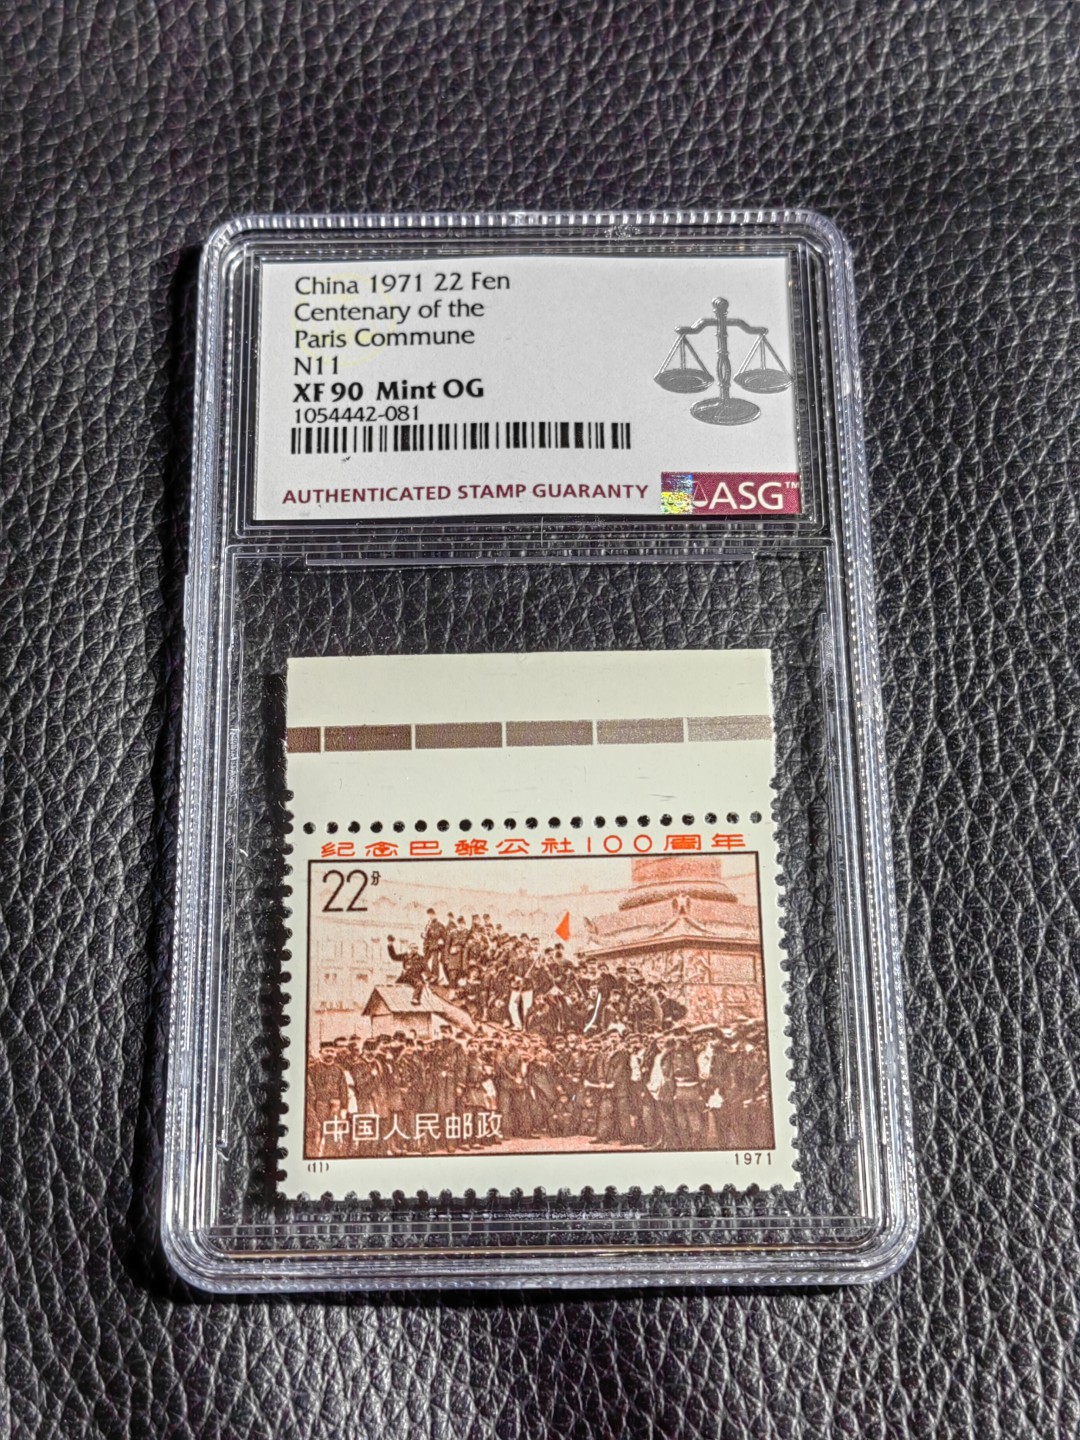 China 1971 22 Fen
Centenary of the
Paris Commune
N11
XF 90 Mint OG
1054442-081
AUTHENTICATED STAMP GUARANTY
ASG™
纪念巴黎公社100周年
22分
中国人民邮政
(11)
1971